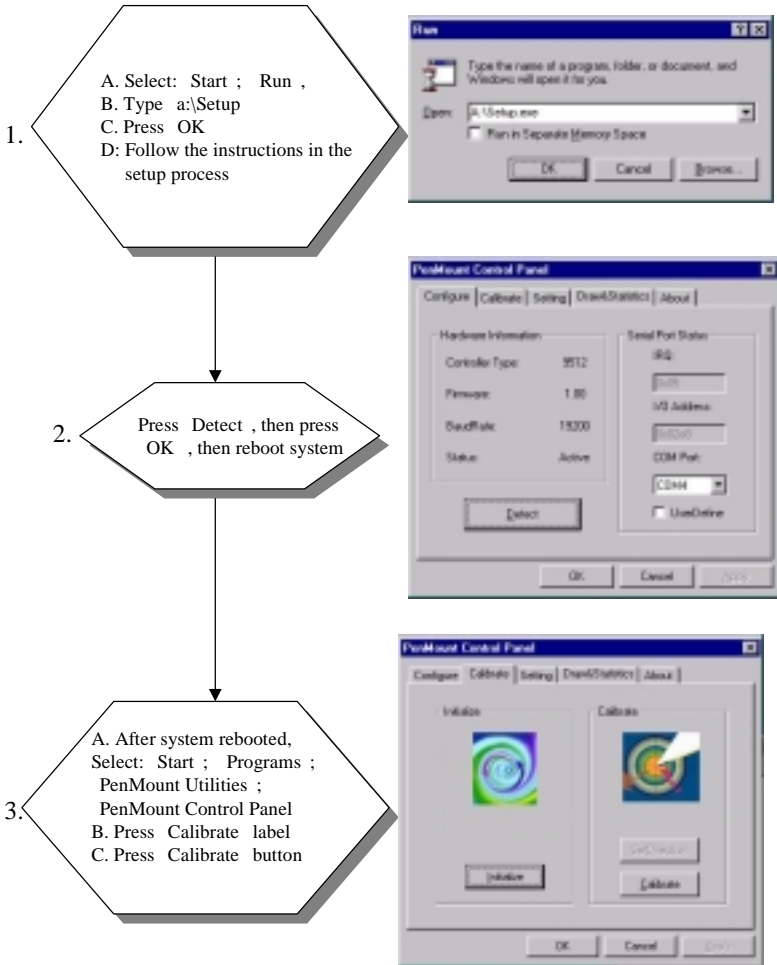 1.
A. Select: Start ; Run ,
B. Type a:\Setup
C. Press OK
D: Follow the instructions in the
setup process
Run
Type the name of a program, folder, or document, and
Windows will open it for you.
Open:
A:\Setup.exe
Run in Separate Memory Space
OK
Cancel
Browse...
2.
Press Detect , then press
OK , then reboot system
PenMount Control Panel
Configure Calibrate Setting Draw&Statistics About
Hardware Information
Controller Type: 9512
Firmware: 1.00
BaudRate: 19200
Status: Active
Detect
Serial Port Status
IRQ:
I/O Address:
COM Port:
COM4
UserDefine
OK
Cancel
Apply
3.
A. After system rebooted,
Select: Start ; Programs ;
PenMount Utilities ;
PenMount Control Panel
B. Press Calibrate label
C. Press Calibrate button
PenMount Control Panel
Configure Calibrate Setting Draw&Statistics About
Initialize
Initialize
Calibrate
Calibrate
OK
Cancel
Apply